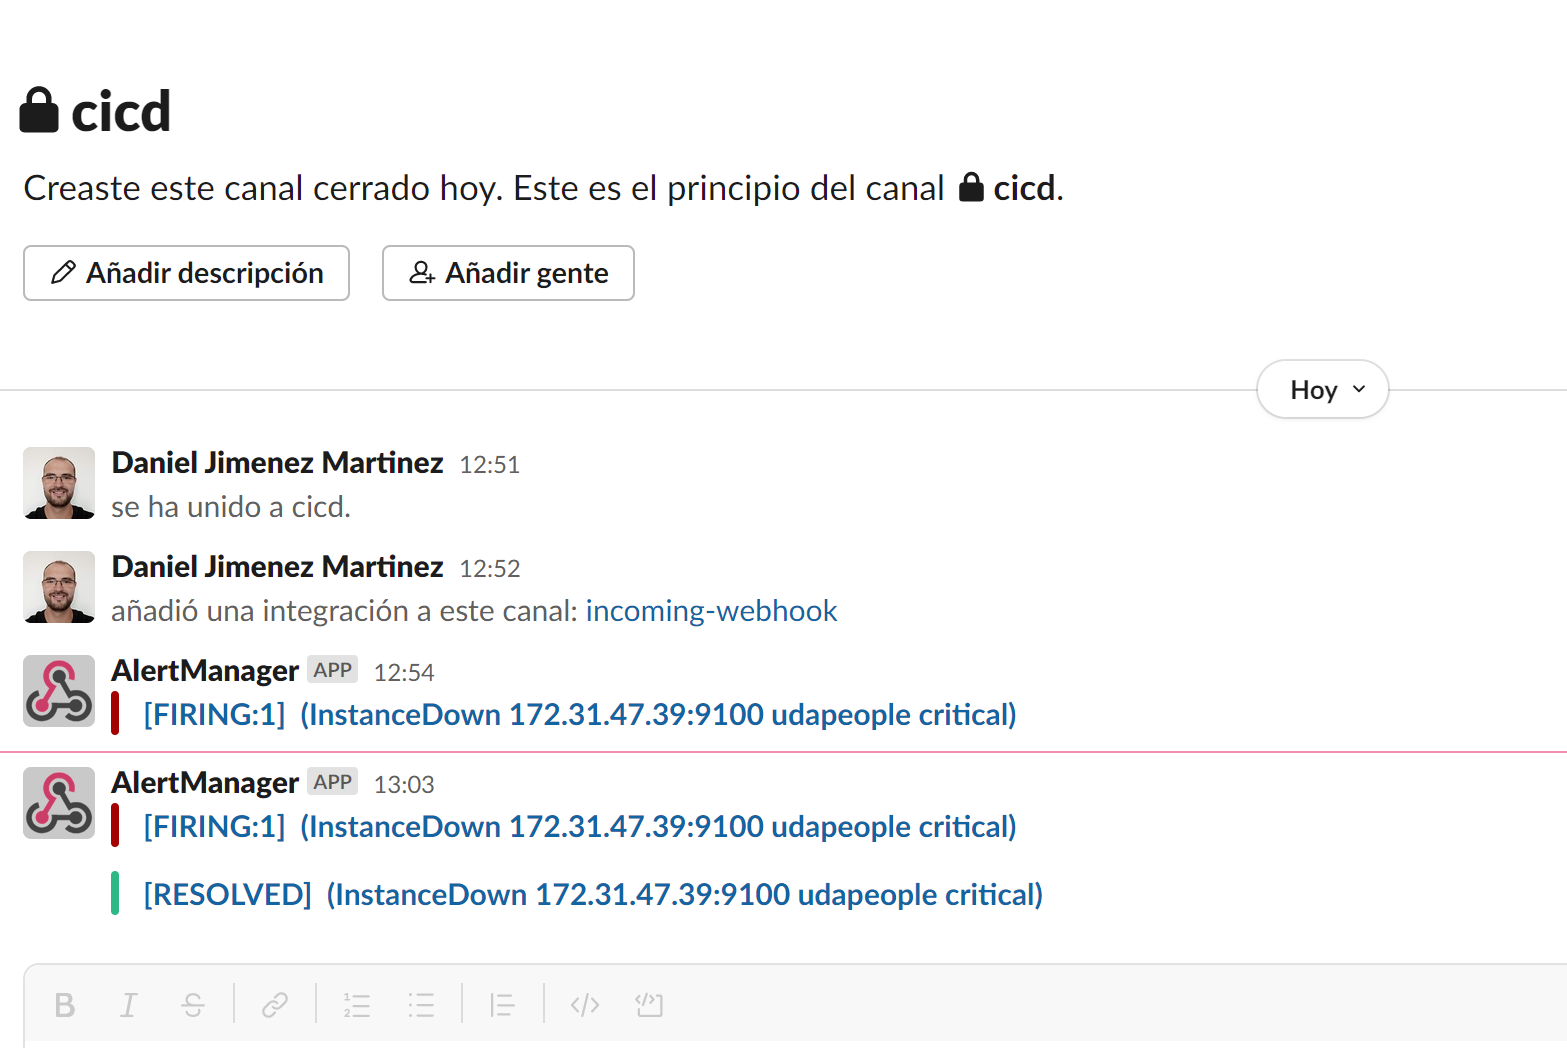 cicd
Creaste este canal cerrado hoy. Este es el principio del canal cicd.
Añadir descripción Añadir gente
Hoy
Daniel Jimenez Martinez 12:51
se ha unido a cicd.
Daniel Jimenez Martinez 12:52
añadió una integración a este canal: incoming-webhook
AlertManager APP 12:54
[FIRING:1] (InstanceDown 172.31.47.39:9100 udapeople critical)
AlertManager APP 13:03
[FIRING:1] (InstanceDown 172.31.47.39:9100 udapeople critical)
[RESOLVED] (InstanceDown 172.31.47.39:9100 udapeople critical)